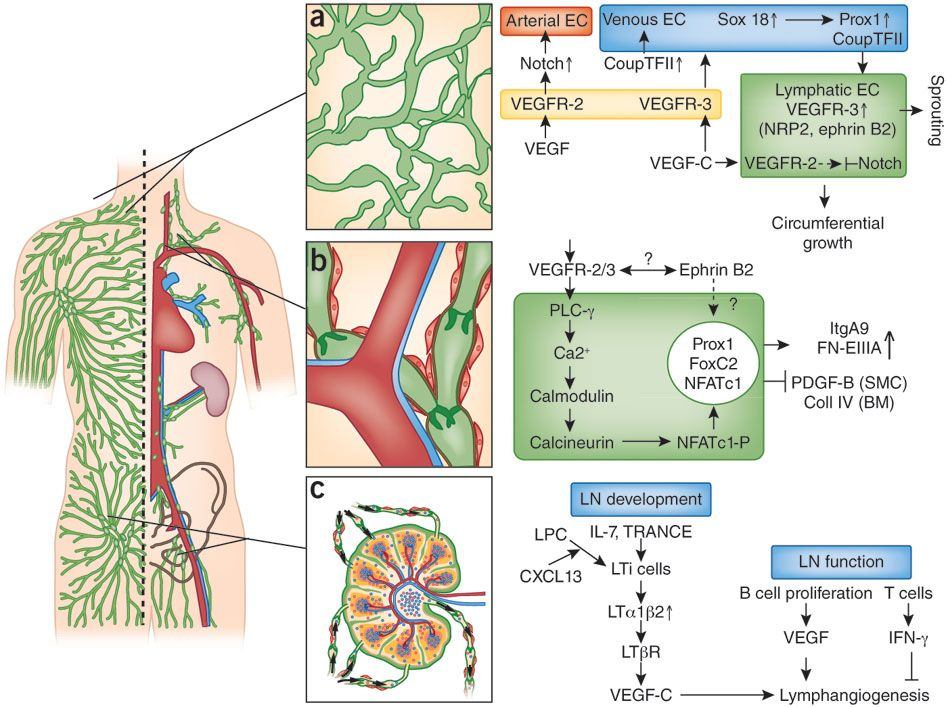 a
Arterial EC
Venous EC
Sox 18↑
Prox1↑
CoupTFII
Notch↑
CoupTFII↑
VEGFR-2
VEGFR-3
VEGF
VEGF-C
Lymphatic EC
VEGFR-3↑
(NRP2, ephrin B2)
VEGFR-2
Notch
Sprouting
Circumferential
growth
b
VEGFR-2/3
?
Ephrin B2
?
PLC-γ
Ca2+
Calmodulin
Calcineurin
NFATc1-P
Prox1
FoxC2
NFATc1
ItgA9
FN-EIIIA
PDGF-B (SMC)
Coll IV (BM)
c
LN development
LPC
IL-7, TRANCE
CXCL13
LTi cells
LTα1β2↑
LTβR
VEGF-C
LN function
B cell proliferation
T cells
VEGF
IFN-γ
Lymphangiogenesis